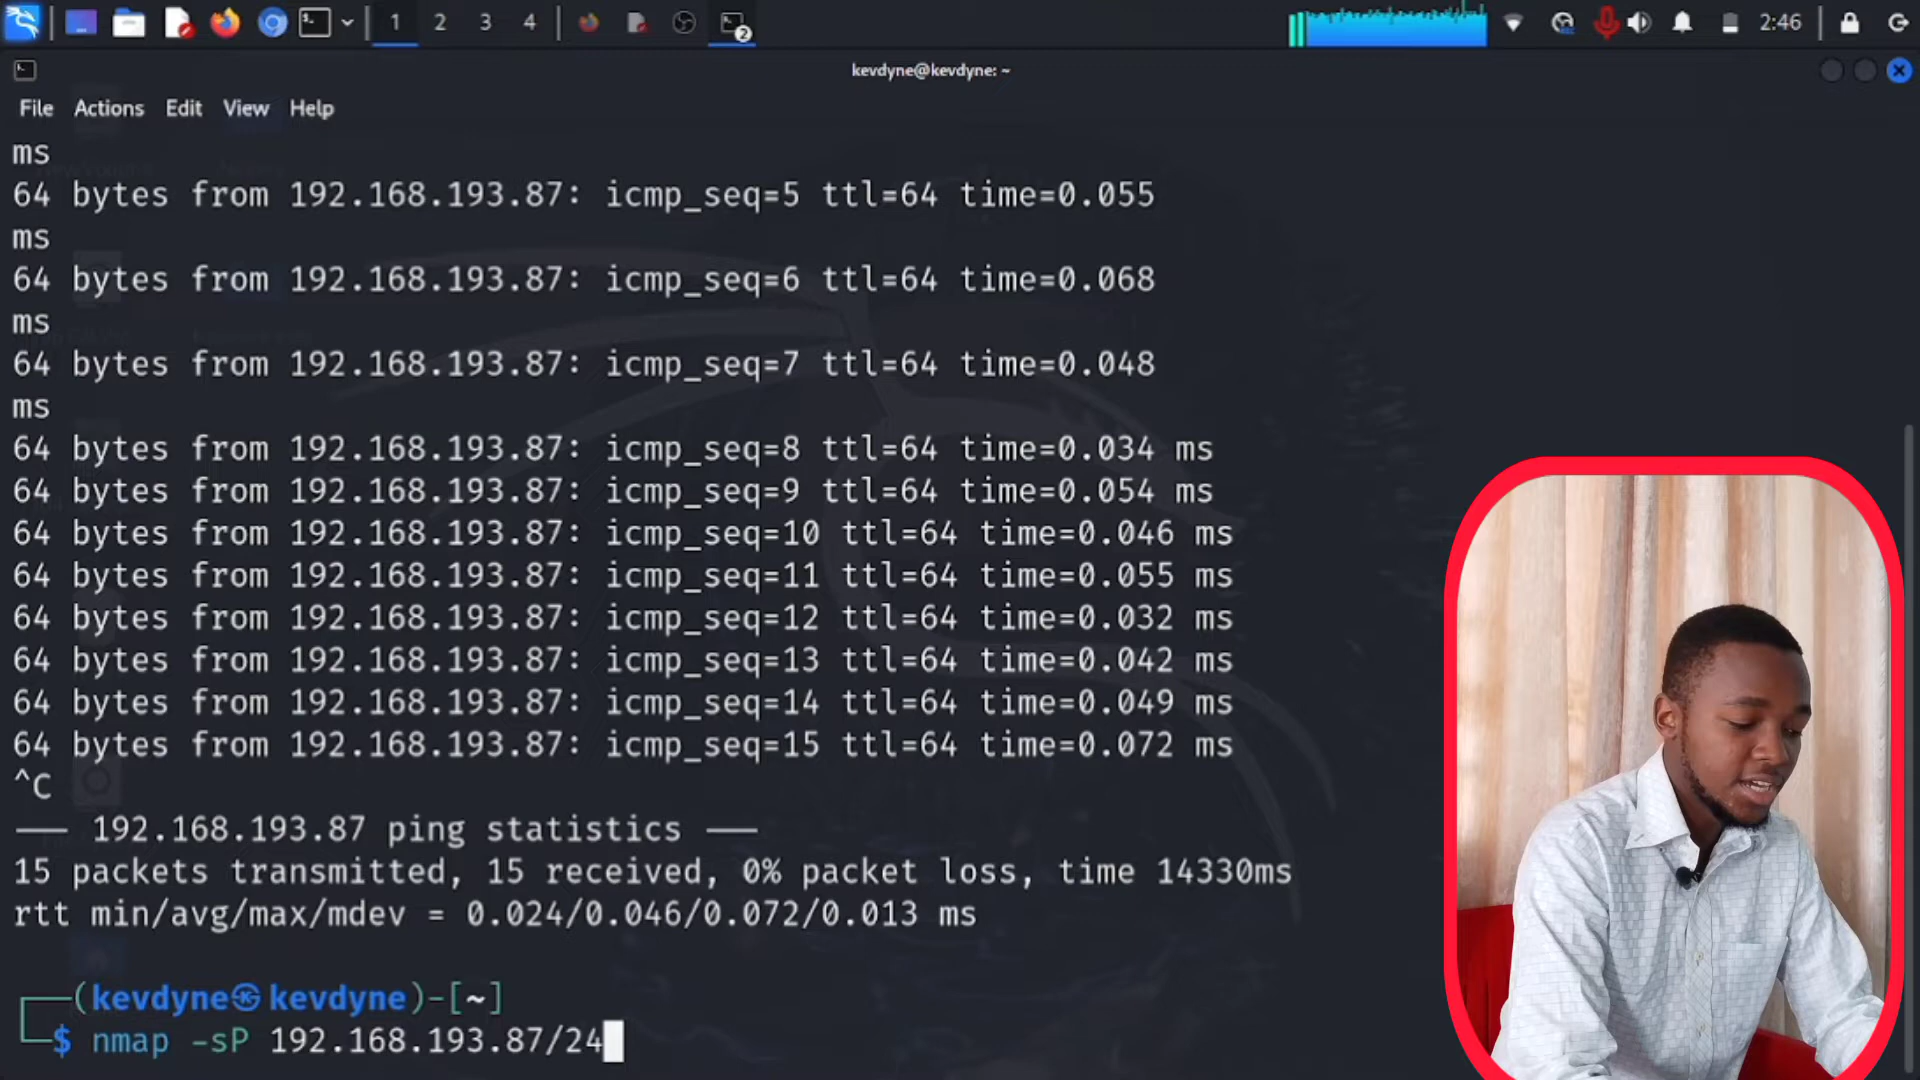 1 2 3 4 2 2:46
kevdyne@kevdyne: ~
File Actions Edit View Help
ms
64 bytes from 192.168.193.87: icmp_seq=5 ttl=64 time=0.055
ms
64 bytes from 192.168.193.87: icmp_seq=6 ttl=64 time=0.068
ms
64 bytes from 192.168.193.87: icmp_seq=7 ttl=64 time=0.048
ms
64 bytes from 192.168.193.87: icmp_seq=8 ttl=64 time=0.034 ms
64 bytes from 192.168.193.87: icmp_seq=9 ttl=64 time=0.054 ms
64 bytes from 192.168.193.87: icmp_seq=10 ttl=64 time=0.046 ms
64 bytes from 192.168.193.87: icmp_seq=11 ttl=64 time=0.055 ms
64 bytes from 192.168.193.87: icmp_seq=12 ttl=64 time=0.032 ms
64 bytes from 192.168.193.87: icmp_seq=13 ttl=64 time=0.042 ms
64 bytes from 192.168.193.87: icmp_seq=14 ttl=64 time=0.049 ms
64 bytes from 192.168.193.87: icmp_seq=15 ttl=64 time=0.072 ms
^C
--- 192.168.193.87 ping statistics ---
15 packets transmitted, 15 received, 0% packet loss, time 14330ms
rtt min/avg/max/mdev = 0.024/0.046/0.072/0.013 ms
┌──(kevdyne㉿kevdyne)-[~]
└─$ nmap -sP 192.168.193.87/24